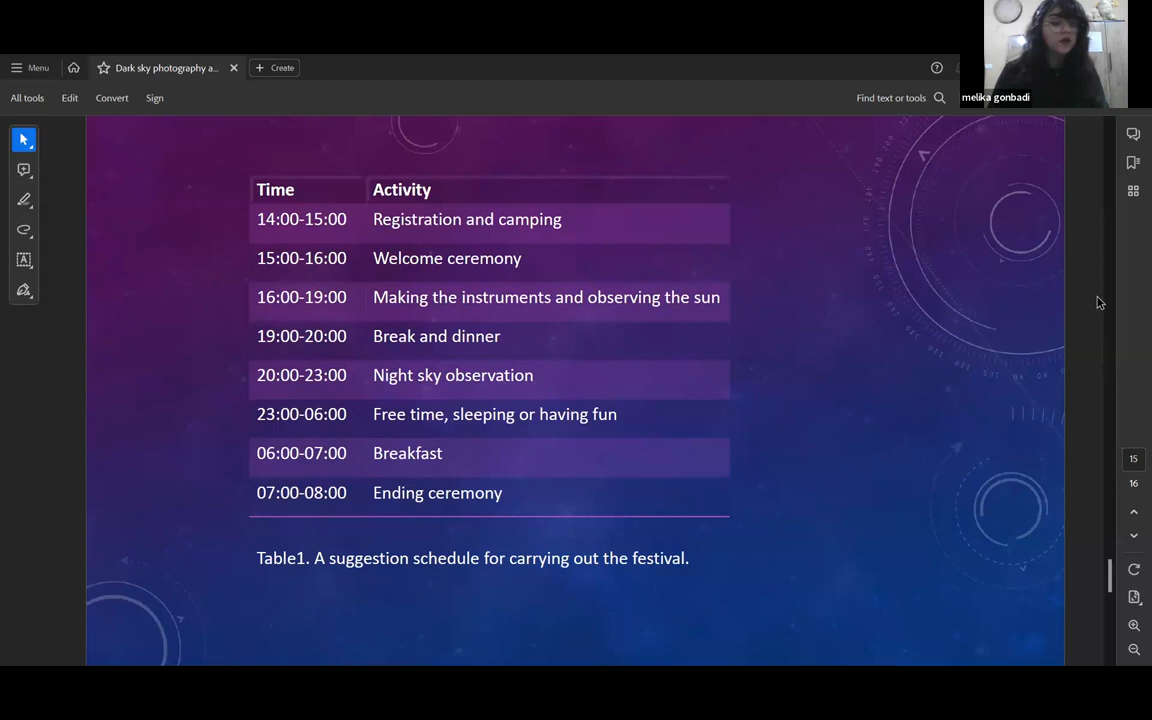 Menu
Dark sky photography a...
Create
All tools
Edit
Convert
Sign
Find text or tools
melika gonbadi
Time Activity
14:00-15:00 Registration and camping
15:00-16:00 Welcome ceremony
16:00-19:00 Making the instruments and observing the sun
19:00-20:00 Break and dinner
20:00-23:00 Night sky observation
23:00-06:00 Free time, sleeping or having fun
06:00-07:00 Breakfast
07:00-08:00 Ending ceremony
Table1. A suggestion schedule for carrying out the festival.
15
16